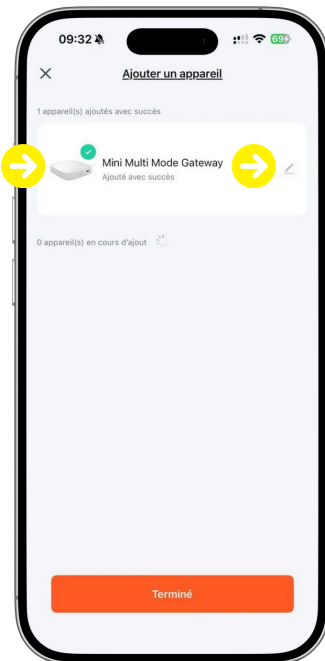 09:32
69
Ajouter un appareil
1 appareil(s) ajoutés avec succès
Mini Multi Mode Gateway
Ajouté avec succès
0 appareil(s) en cours d'ajout
Terminé